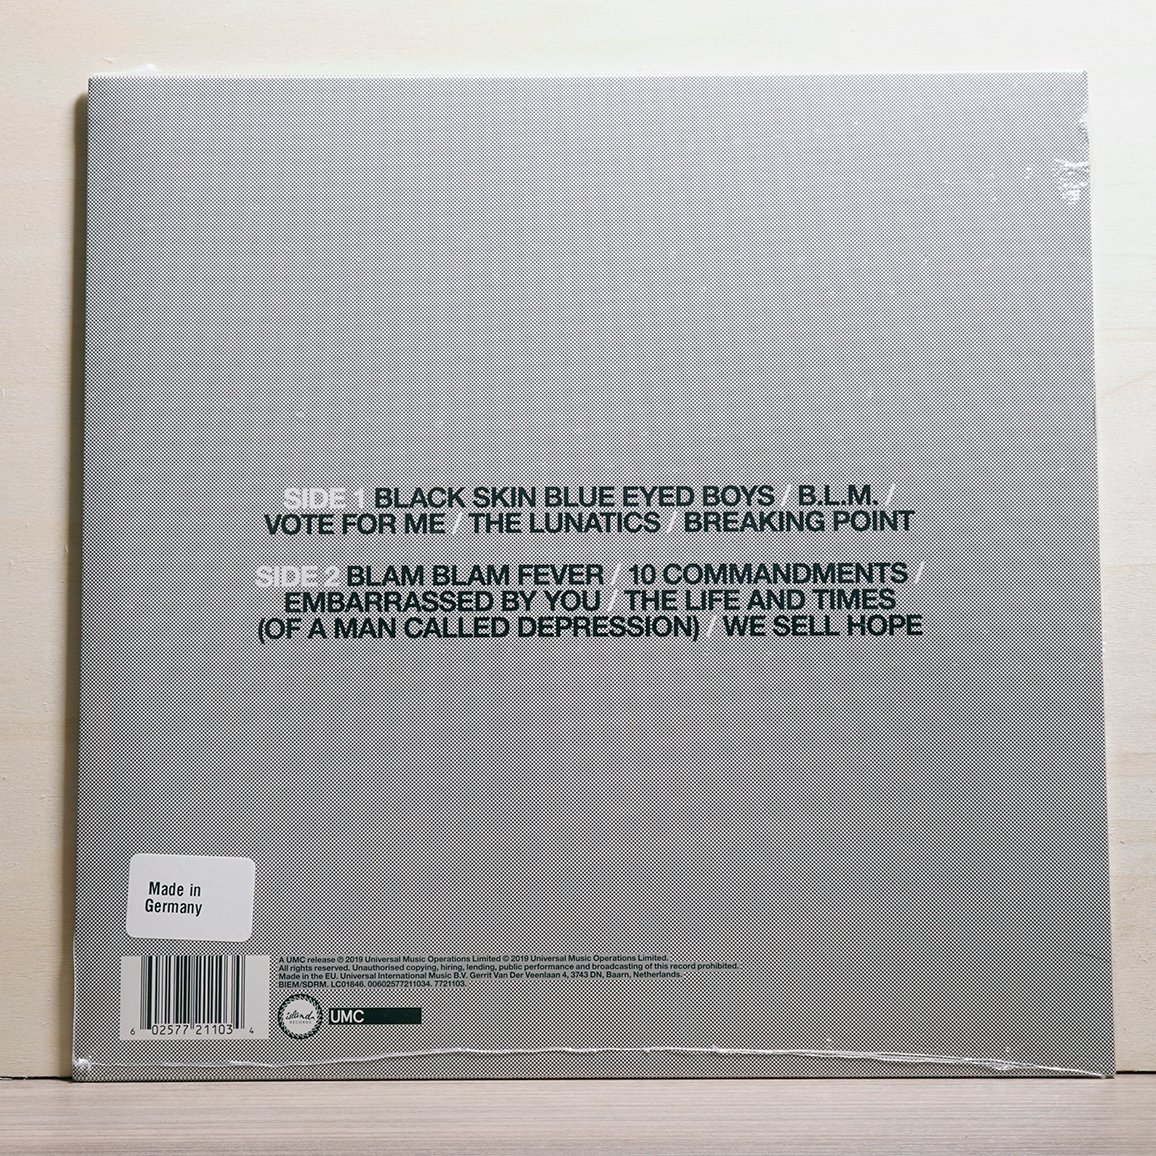 SIDE 1 BLACK SKIN BLUE EYED BOYS / B.L.M. /
VOTE FOR ME / THE LUNATICS / BREAKING POINT
SIDE 2 BLAM BLAM FEVER / 10 COMMANDMENTS /
EMBARRASSED BY YOU / THE LIFE AND TIMES
(OF A MAN CALLED DEPRESSION) / WE SELL HOPE
Made in
Germany
A UMC release ℗ 2019 Universal Music Operations Limited © 2019 Universal Music Operations Limited.
All rights reserved. Unauthorised copying, hiring, lending, public performance and broadcasting of this record prohibited.
Made in the EU. Universal International Music B.V. Gerrit Van Der Veenlaan 4, 3743 DN, Baarn, Netherlands.
BIEM/SDRM. LC01846. 00602577211034. 7721103.
island
RECORDS
UMC
6 02577 21103 4